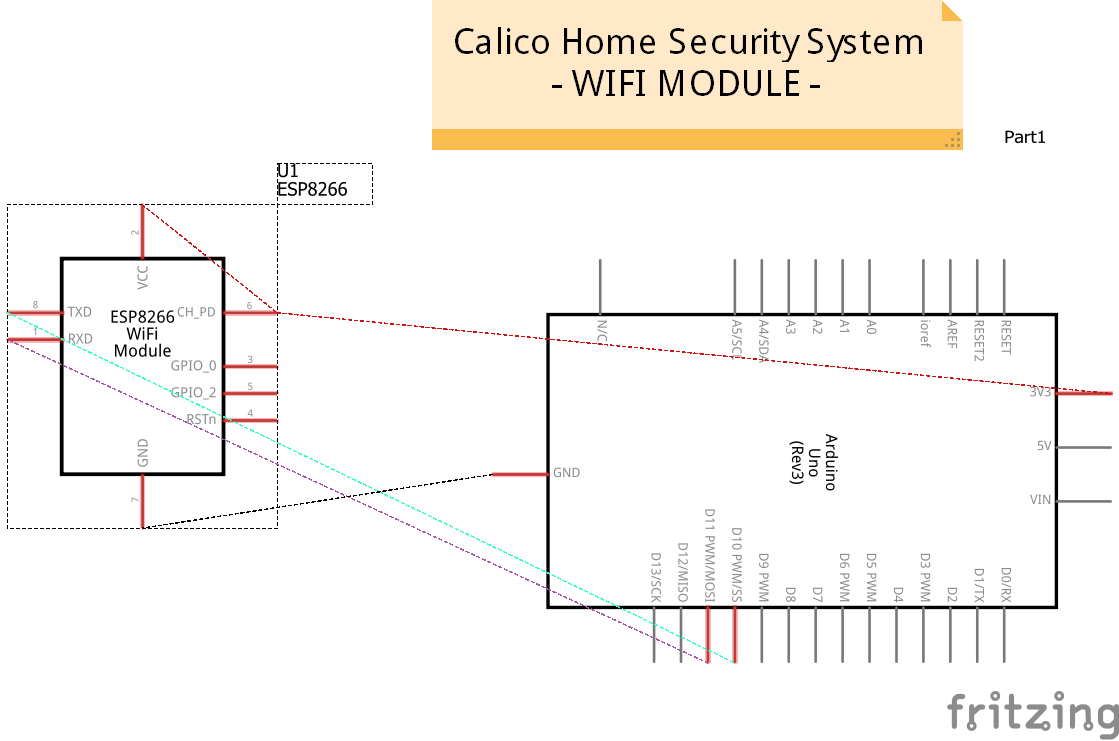 Calico Home Security System
- WIFI MODULE -
Part1
U1
ESP8266
2
VCC
8
TXD
1
RXD
ESP8266
WiFi
Module
CH_PD
6
GPIO_0
3
GPIO_2
5
RSTn
4
GND
7
N/C
A5/SCL
A4/SDA
A3
A2
A1
A0
ioref
AREF
RESET2
RESET
3V3
5V
VIN
GND
Arduino
Uno
(Rev3)
D13/SCK
D12/MISO
D11 PWM/MOSI
D10 PWM/SS
D9 PWM
D8
D7
D6 PWM
D5 PWM
D4
D3 PWM
D2
D1/TX
D0/RX
fritzing